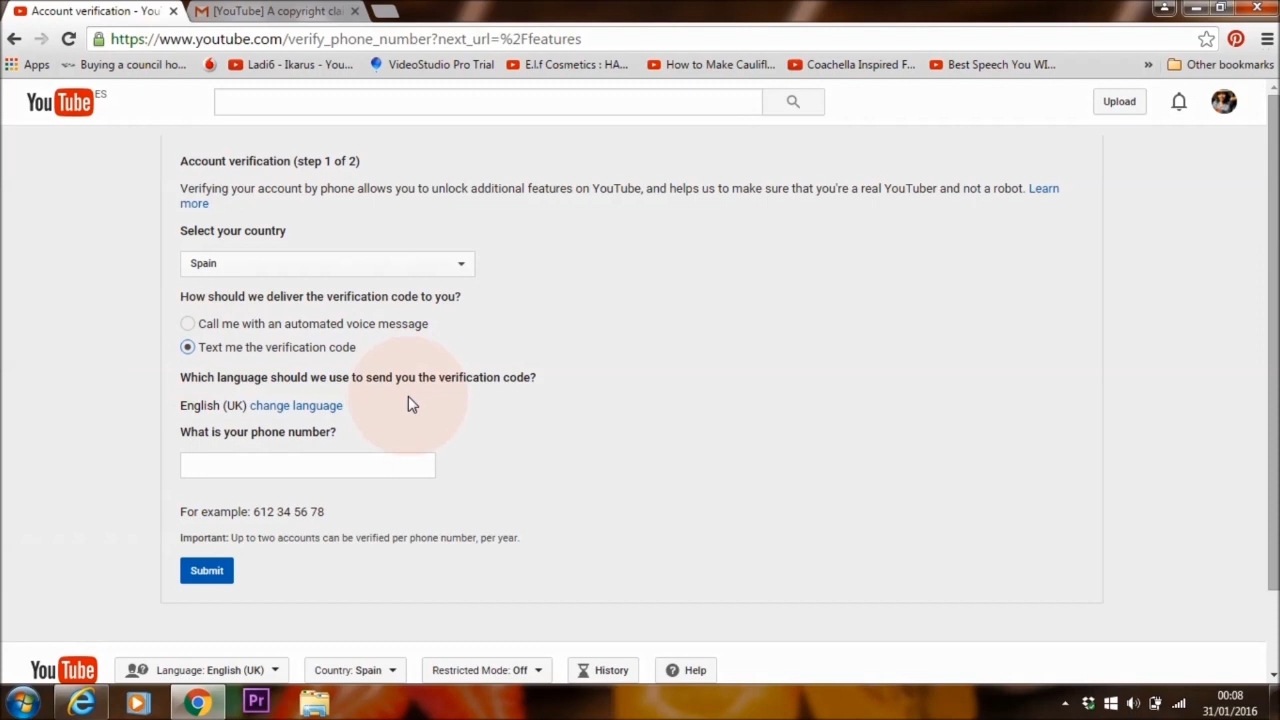 Account verification - You
[YouTube] A copyright clai
https://www.youtube.com/verify_phone_number?next_url=%2Ffeatures
Apps
Buying a council ho...
Ladi6 - Ikarus - You...
VideoStudio Pro Trial
E.l.f Cosmetics : HA...
How to Make Caulifl...
Coachella Inspired F...
Best Speech You WI...
»
Other bookmarks
YouTube ES
Upload
Account verification (step 1 of 2)
Verifying your account by phone allows you to unlock additional features on YouTube, and helps us to make sure that you're a real YouTuber and not a robot. Learn
more
Select your country
Spain
How should we deliver the verification code to you?
Call me with an automated voice message
Text me the verification code
Which language should we use to send you the verification code?
English (UK) change language
What is your phone number?
For example: 612 34 56 78
Important: Up to two accounts can be verified per phone number, per year.
Submit
YouTube
Language: English (UK)
Country: Spain
Restricted Mode: Off
History
Help
Pr
00:08
31/01/2016